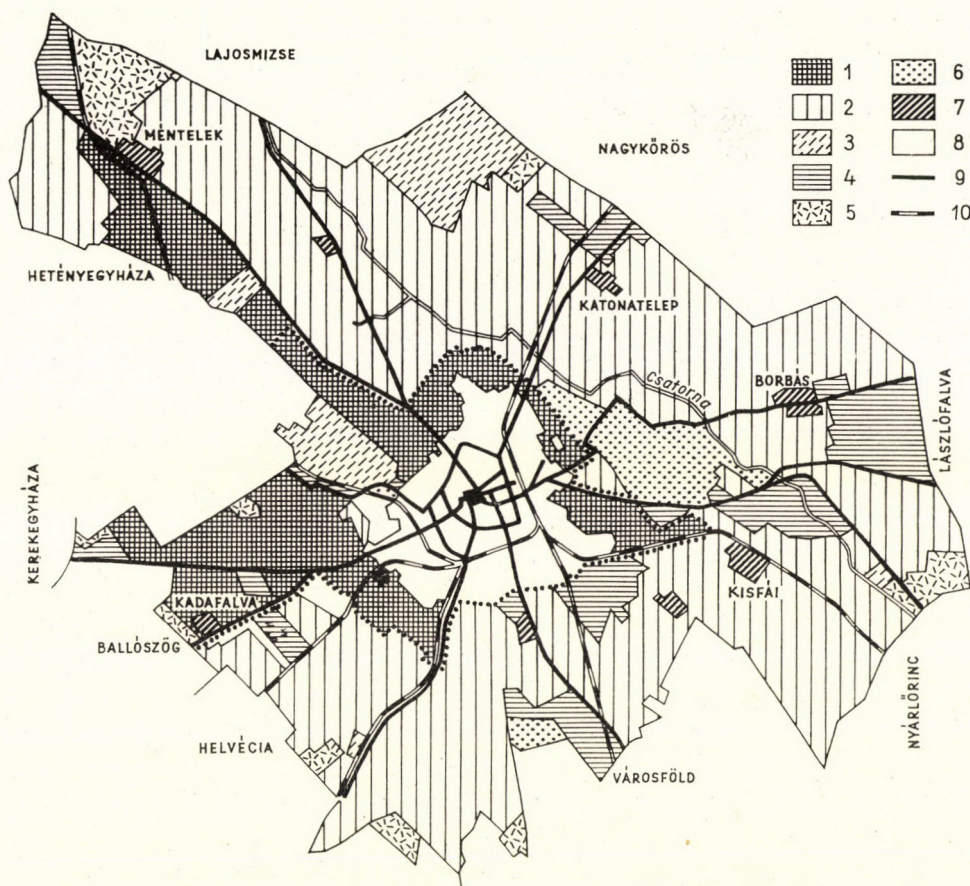 LAJOSMIZSE
1 6
2 7
3 8
4 9
5 10
MÉNTELEK
NAGYKŐRÖS
HETÉNYEGYHÁZA
KATONATELEP
Csatorna
BORBÁS
LÁSZLÓFALVA
KEREKEGYHÁZA
KISFÁI
KADAFALVA
BALLÓSZÖG
NYÁRLŐRINC
HELVÉCIA
VÁROSFÖLD